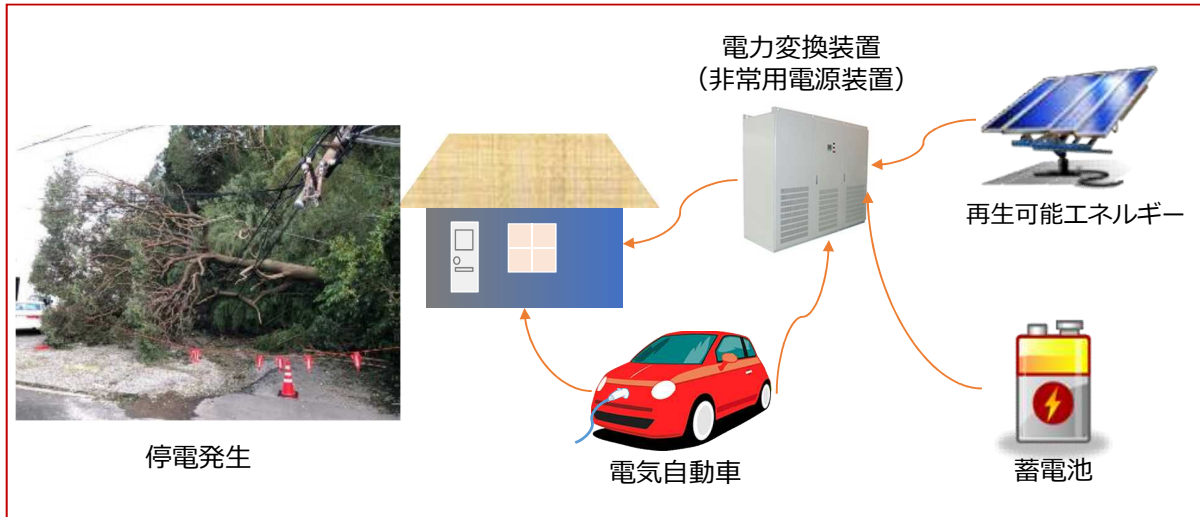 電力変換装置
（非常用電源装置）
再生可能エネルギー
停電発生
電気自動車
蓄電池